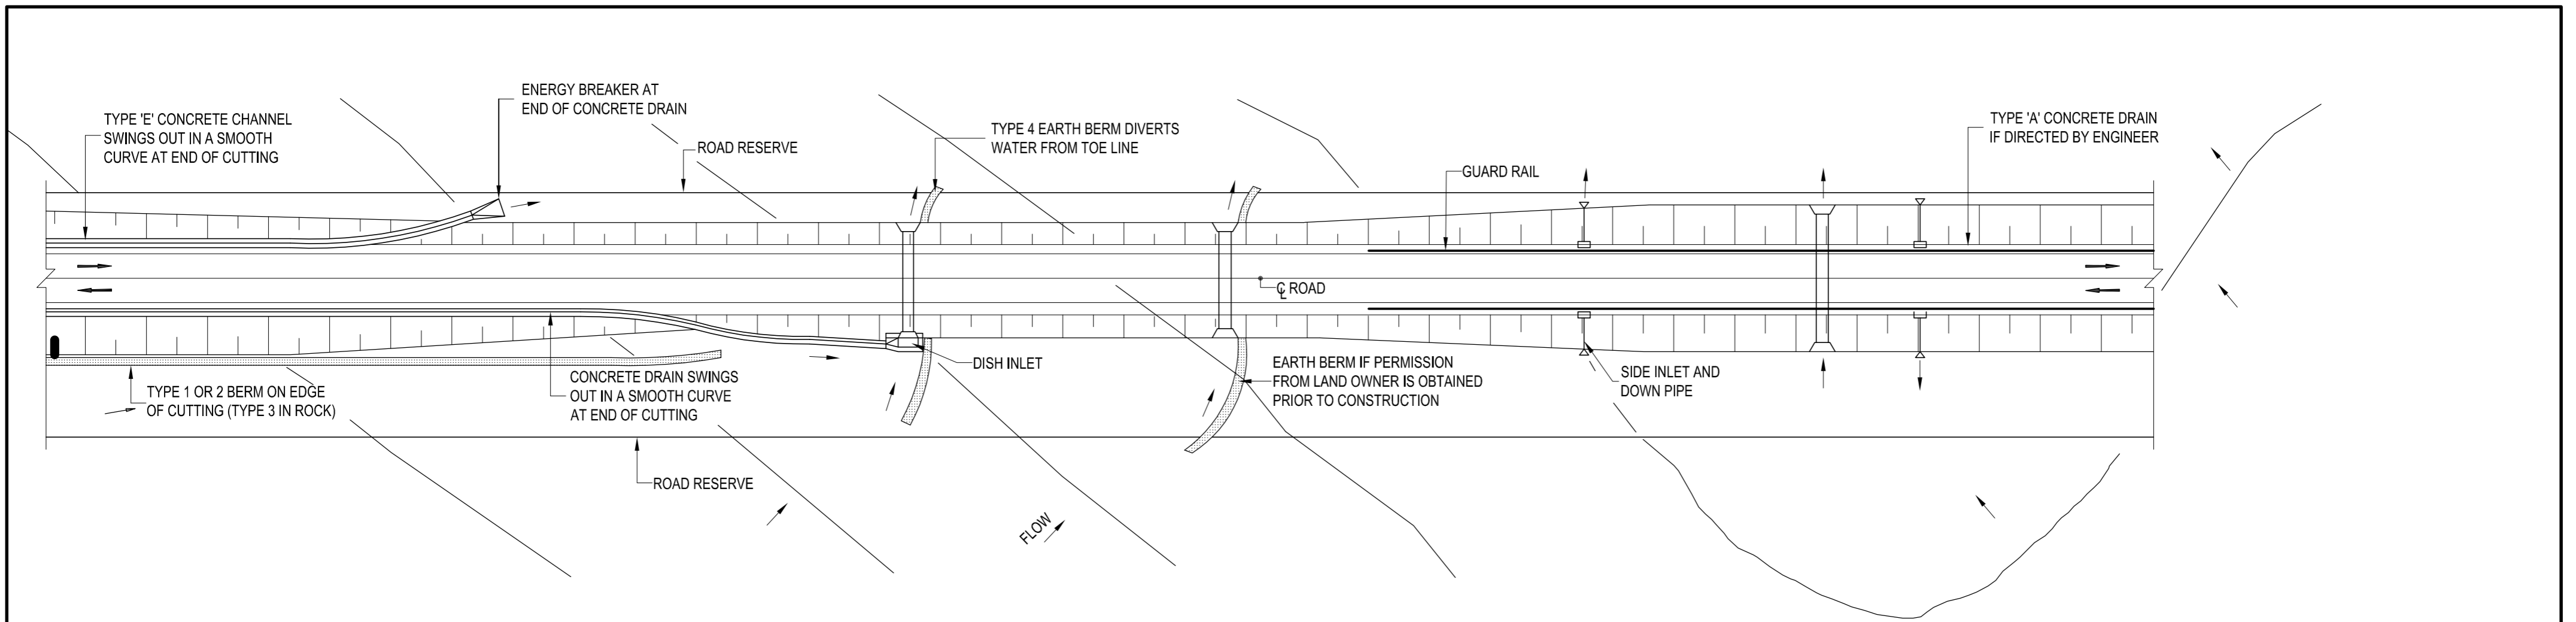 ENERGY BREAKER AT
END OF CONCRETE DRAIN
TYPE 'E' CONCRETE CHANNEL
SWINGS OUT IN A SMOOTH
CURVE AT END OF CUTTING
ROAD RESERVE
TYPE 4 EARTH BERM DIVERTS
WATER FROM TOE LINE
TYPE 'A' CONCRETE DRAIN
IF DIRECTED BY ENGINEER
GUARD RAIL
℄ ROAD
DISH INLET
TYPE 1 OR 2 BERM ON EDGE
OF CUTTING (TYPE 3 IN ROCK)
CONCRETE DRAIN SWINGS
OUT IN A SMOOTH CURVE
AT END OF CUTTING
EARTH BERM IF PERMISSION
FROM LAND OWNER IS OBTAINED
PRIOR TO CONSTRUCTION
SIDE INLET AND
DOWN PIPE
ROAD RESERVE
FLOW